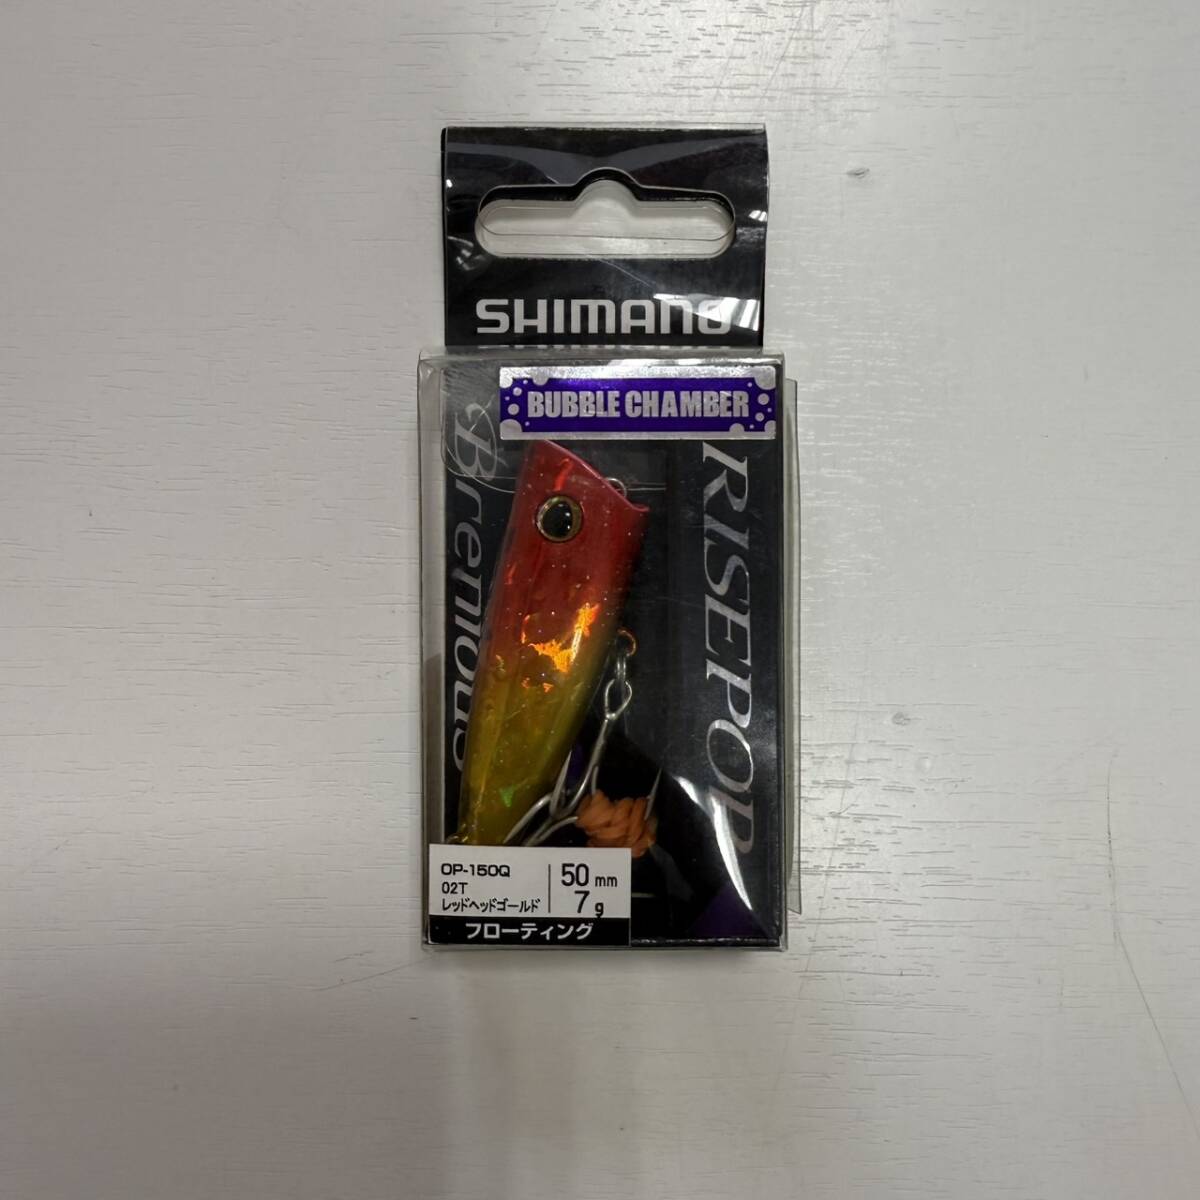 SHIMANO
BUBBLE CHAMBER
Brenious
RISEPOP
OP-150Q
02T
レッドヘッドゴールド
50 mm
7 g
フローティング